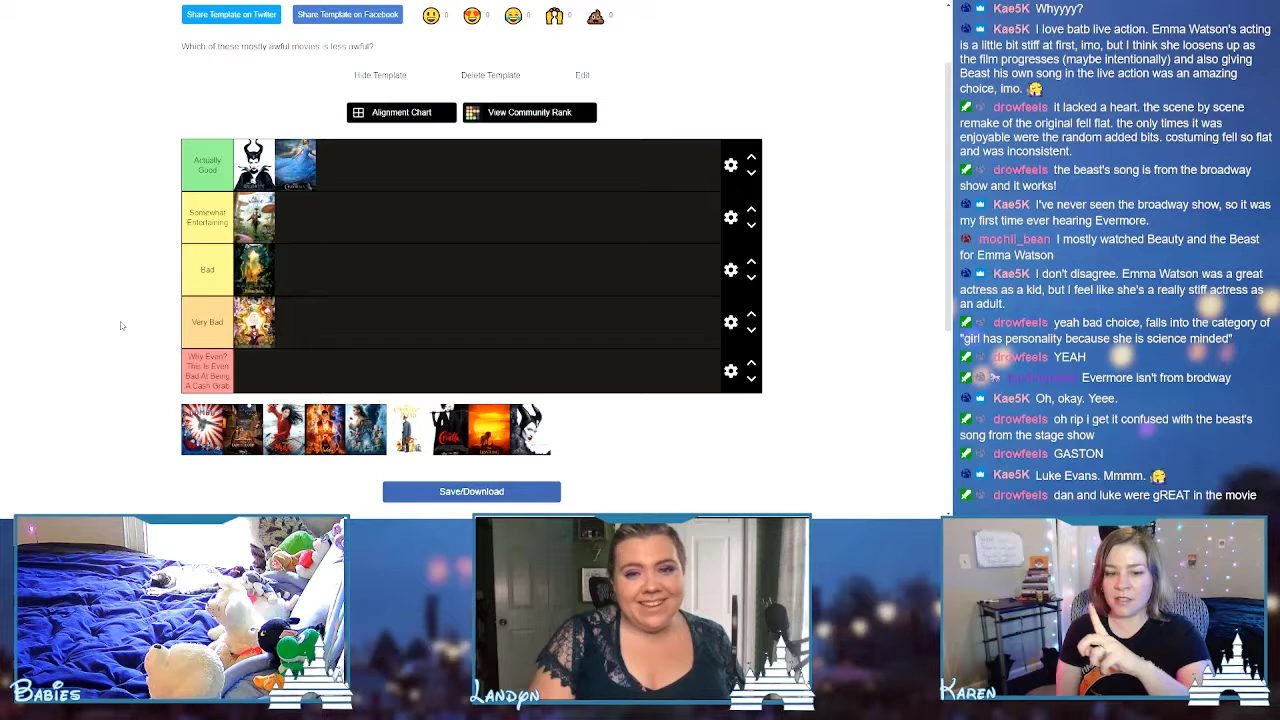 Share Template on Twitter
Share Template on Facebook
0
0
0
0
0
Which of these mostly awful movies is less awful?
Hide Template
Delete Template
Edit
Alignment Chart
View Community Rank
Actually
Good
Somewhat
Entertaining
Bad
Very Bad
Why Even?
This Is Even
Bad At Being
A Cash Grab
Cruella
Save/Download
Kae5K Whyyyy?
Kae5K I love batb live action. Emma Watson's acting
is a little bit stiff at first, imo, but I think she loosens up as
the film progresses (maybe intentionally) and also giving
Beast his own song in the live action was an amazing
choice, imo.
drowfeels it lacked a heart. the scene by scene
remake of the original fell flat. the only times it was
enjoyable were the random added bits. costuming fell so flat
and was inconsistent.
drowfeels the beast's song is from the broadway
show and it works!
Kae5K I've never seen the broadway show, so it was
my first time ever hearing Evermore.
mochii_bean I mostly watched Beauty and the Beast
for Emma Watson
Kae5K I don't disagree. Emma Watson was a great
actress as a kid, but I feel like she's a really stiff actress as
an adult.
drowfeels yeah bad choice, falls into the category of
"girl has personality because she is science minded"
drowfeels YEAH
Evermore isn't from Broadway
Kae5K Oh, okay. Yeee.
drowfeels oh rip i get it confused with the beast's
song from the stage show
drowfeels GASTON
Kae5K Luke Evans. Mmmm.
drowfeels dan and luke were gREAT in the movie
Babies
Landyn
Karen